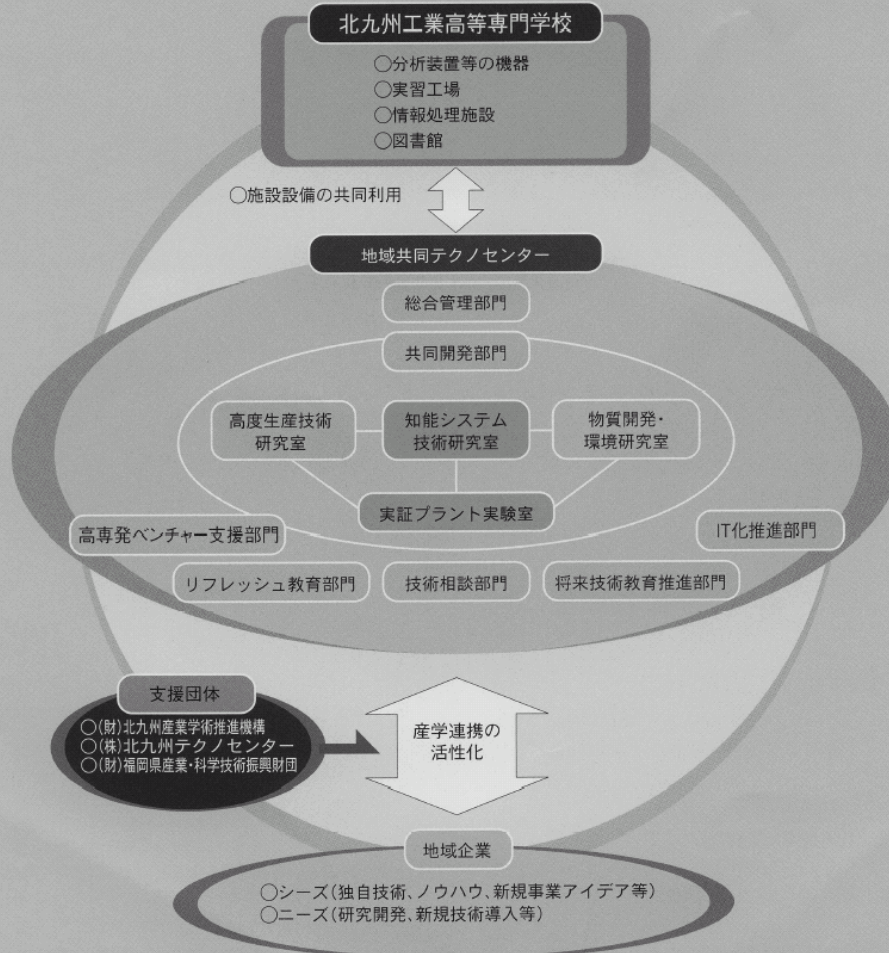 北九州工業高等専門学校
○分析装置等の機器
○実習工場
○情報処理施設
○図書館
○施設設備の共同利用
地域共同テクノセンター
総合管理部門
共同開発部門
高度生産技術
研究室
知能システム
技術研究室
物質開発・
環境研究室
実証プラント実験室
高専発ベンチャー支援部門
IT化推進部門
リフレッシュ教育部門
技術相談部門
将来技術教育推進部門
支援団体
○(財)北九州産業学術推進機構
○(株)北九州テクノセンター
○(財)福岡県産業・科学技術振興財団
産学連携の
活性化
地域企業
○シーズ(独自技術、ノウハウ、新規事業アイデア等)
○ニーズ(研究開発、新規技術導入等)